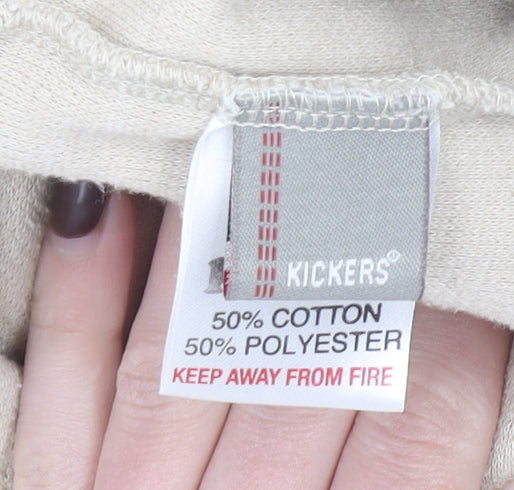 KICKERS®
50% COTTON
50% POLYESTER
KEEP AWAY FROM FIRE